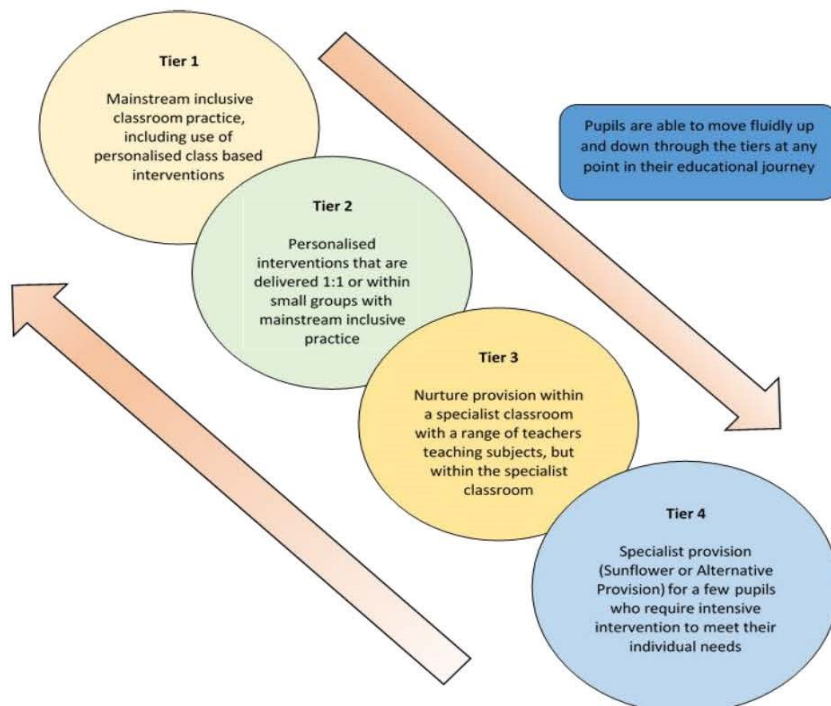 Tier 1
Mainstream inclusive
classroom practice,
including use of
personalised class based
interventions
Pupils are able to move fluidly up
and down through the tiers at any
point in their educational journey
Tier 2
Personalised
interventions that are
delivered 1:1 or within
small groups with
mainstream inclusive
practice
Tier 3
Nurture provision within
a specialist classroom
with a range of teachers
teaching subjects, but
within the specialist
classroom
Tier 4
Specialist provision
(Sunflower or Alternative
Provision) for a few pupils
who require intensive
intervention to meet their
individual needs